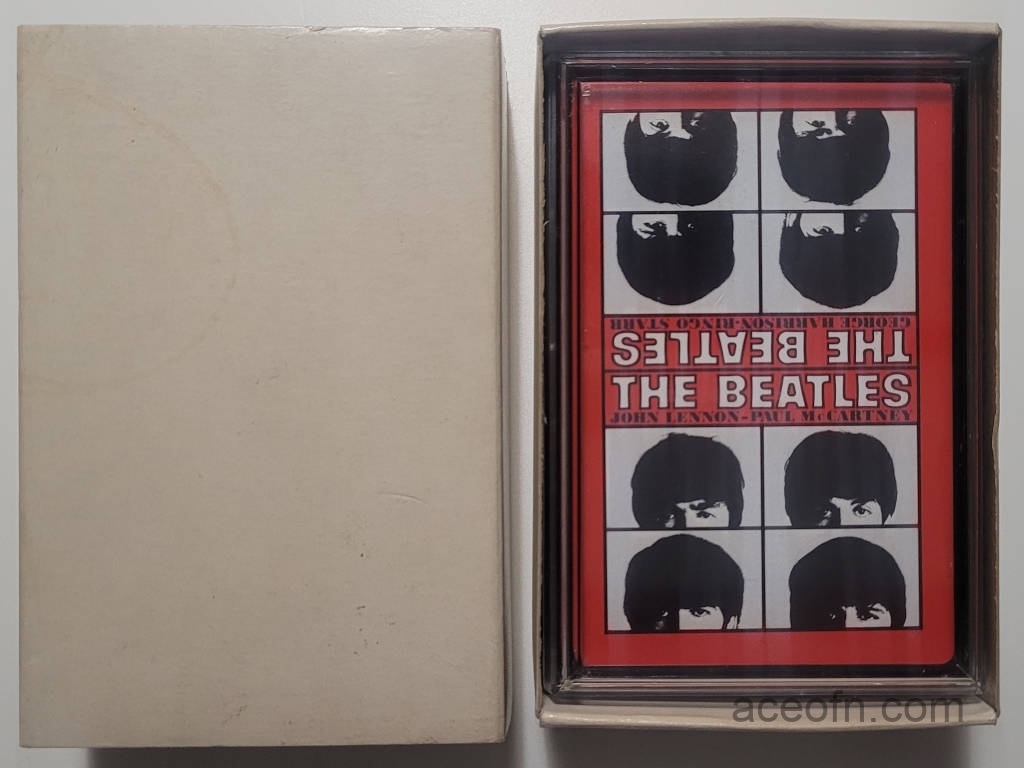 GEORGE HARRISON-RINGO STARR
THE BEATLES
THE BEATLES
JOHN LENNON-PAUL McCARTNEY
aceofn.com